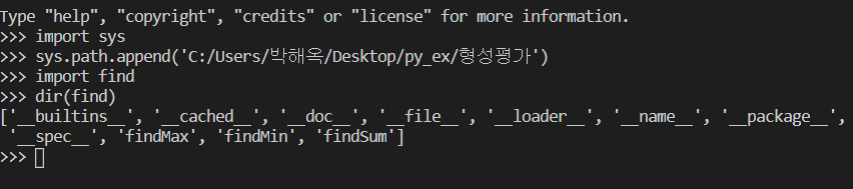 Type "help", "copyright", "credits" or "license" for more information.
>>> import sys
>>> sys.path.append('C:/Users/박해옥/Desktop/py_ex/형성평가')
>>> import find
>>> dir(find)
['__builtins__', '__cached__', '__doc__', '__file__', '__loader__', '__name__', '__package__',
'__spec__', 'findMax', 'findMin', 'findSum']
>>>